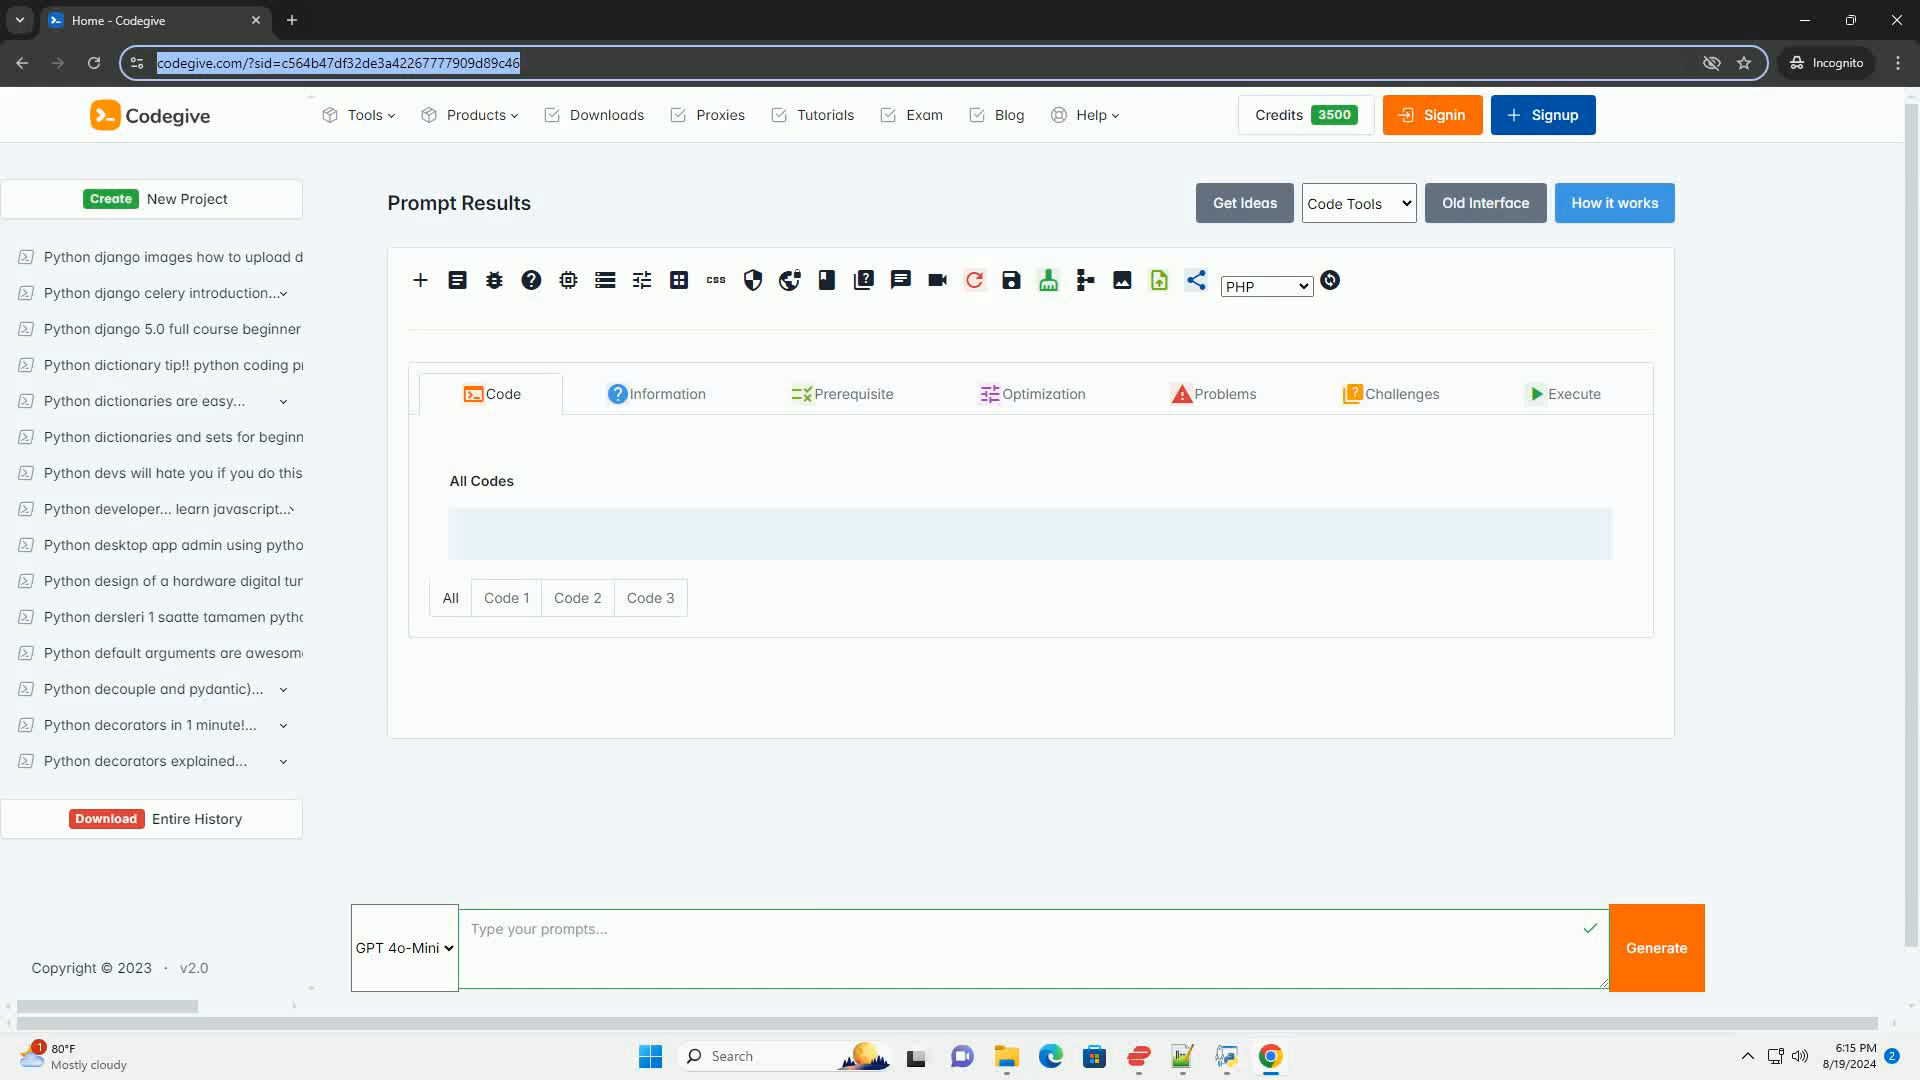 Home - Codegive
codegive.com/?sid=c564b47df32de3a42267777909d89c46
Incognito
Codegive
Tools
Products
Downloads
Proxies
Tutorials
Exam
Blog
Help
Credits 3500
Signin
Signup
Create New Project
Python django images how to upload d
Python django celery introduction...
Python django 5.0 full course beginner
Python dictionary tip!! python coding pr
Python dictionaries are easy...
Python dictionaries and sets for beginn
Python devs will hate you if you do this
Python developer... learn javascript...
Python desktop app admin using pytho
Python design of a hardware digital tur
Python dersleri 1 saatte tamamen pytho
Python default arguments are awesom
Python decouple and pydantic)...
Python decorators in 1 minute!...
Python decorators explained...
Download Entire History
Copyright © 2023 · v2.0
Prompt Results
Get Ideas
Code Tools
Old Interface
How it works
css
PHP
Code
Information
Prerequisite
Optimization
Problems
Challenges
Execute
All Codes
All
Code 1
Code 2
Code 3
GPT 4o-Mini
Type your prompts...
Generate
1
80°F
Mostly cloudy
Search
6:15 PM
8/19/2024
2